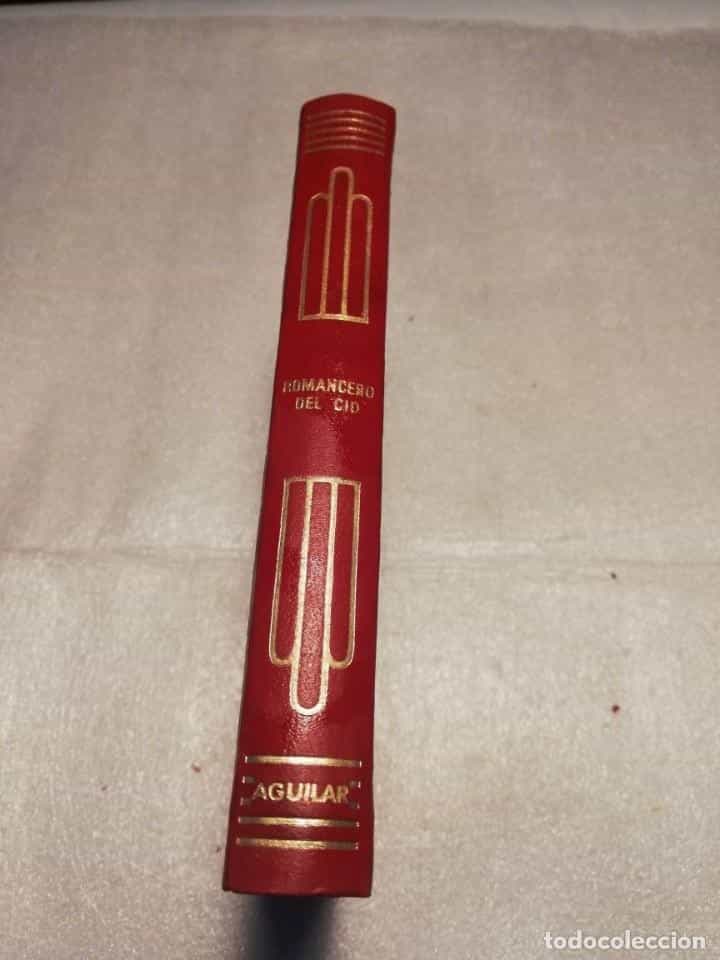 ROMANCERO
DEL CID
AGUILAR
todocoleccion